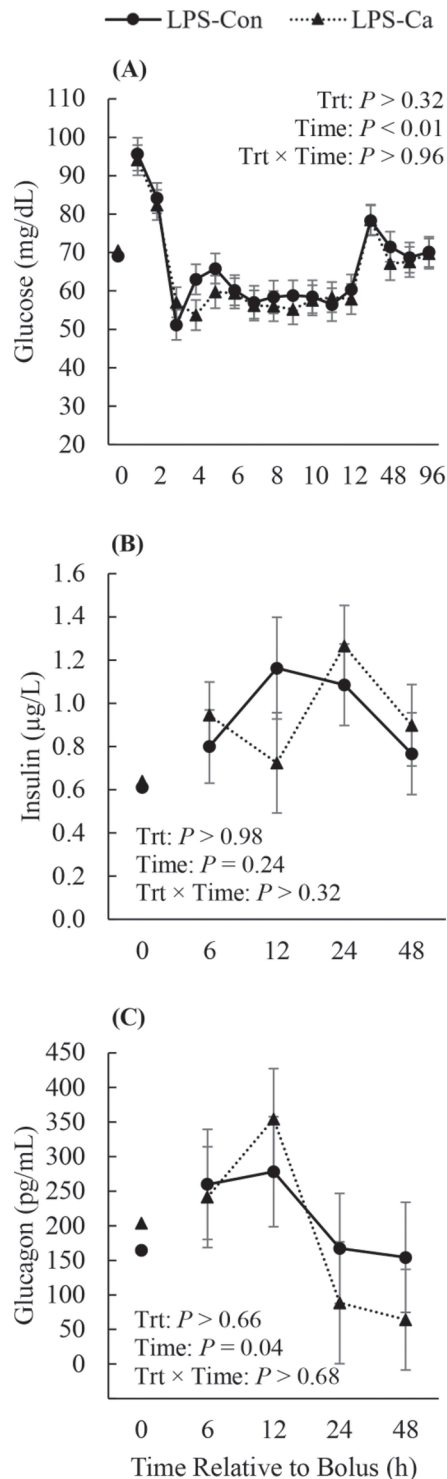 LPS-Con LPS-Ca
(A)
Trt: P > 0.32
Time: P < 0.01
Trt × Time: P > 0.96
Glucose (mg/dL)
110
100
90
80
70
60
50
40
30
20
0 2 4 6 8 10 12 48 96
(B)
Insulin (µg/L)
1.6
1.4
1.2
1.0
0.8
0.6
0.4
0.2
0.0
Trt: P > 0.98
Time: P = 0.24
Trt × Time: P > 0.32
0 6 12 24 48
(C)
Glucagon (pg/mL)
450
400
350
300
250
200
150
100
50
0
Trt: P > 0.66
Time: P = 0.04
Trt × Time: P > 0.68
0 6 12 24 48
Time Relative to Bolus (h)